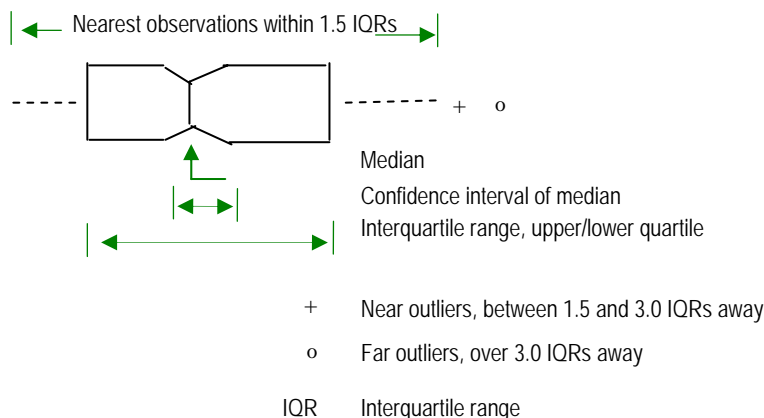 Nearest observations within 1.5 IQRs
+ o
Median
Confidence interval of median
Interquartile range, upper/lower quartile
+ Near outliers, between 1.5 and 3.0 IQRs away
o Far outliers, over 3.0 IQRs away
IQR Interquartile range